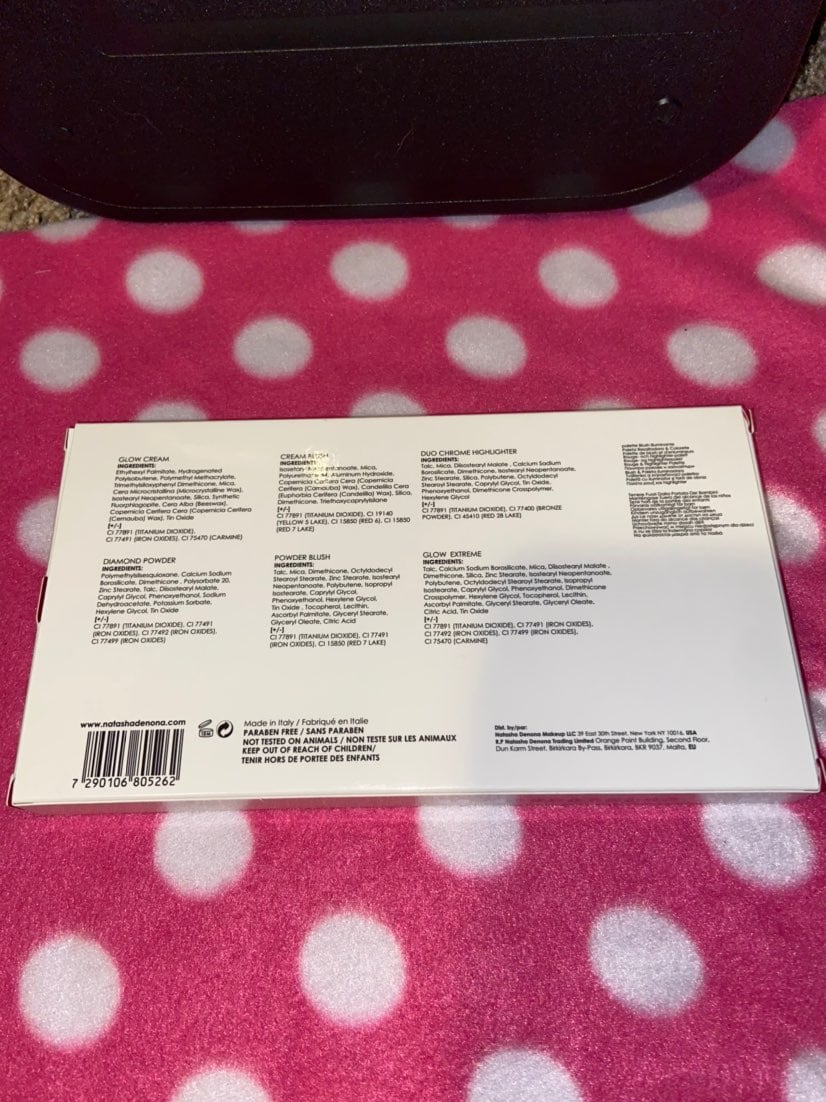 GLOW CREAM
INGREDIENTS:
Ethylhexyl Palmitate, Hydrogenated
Polyisobutene, Polymethyl Methacrylate,
Trimethylsiloxyphenyl Dimethicone, Mica,
Cera Microcristallina (Microcrystalline Wax),
Isostearyl Neopentanoate, Silica, Synthetic
Fluorphlogopite, Cera Alba (Beeswax),
Copernicia Cerifera Cera (Copernicia Cerifera
(Carnauba) Wax), Tin Oxide
[+/-]
CI 77891 (TITANIUM DIOXIDE),
CI 77491 (IRON OXIDES), CI 75470 (CARMINE)
CREAM BLUSH
INGREDIENTS:
Mica,
Aluminum Hydroxide,
Copernicia Cerifera Cera (Copernicia
Cerifera (Carnauba) Wax), Candelilla Cera
(Euphorbia Cerifera (Candelilla) Wax), Silica,
Dimethicone, Triethoxycaprylylsilane
[+/-]
CI 77891 (TITANIUM DIOXIDE), CI 19140
(YELLOW 5 LAKE), CI 15850 (RED 6), CI 15850
(RED 7 LAKE)
DUO CHROME HIGHLIGHTER
INGREDIENTS:
Talc, Mica, Diisostearyl Malate , Calcium Sodium
Borosilicate, Dimethicone, Isostearyl Neopentanoate,
Zinc Stearate, Silica, Polybutene, Octyldodecyl
Stearoyl Stearate, Caprylyl Glycol, Tin Oxide,
Phenoxyethanol, Dimethicone Crosspolymer,
Hexylene Glycol
[+/-]
CI 77891 (TITANIUM DIOXIDE), CI 77400 (BRONZE
POWDER), CI 45410 (RED 28 LAKE)
DIAMOND POWDER
INGREDIENTS:
Polymethylsilsesquioxane, Calcium Sodium
Borosilicate, Dimethicone , Polysorbate 20,
Zinc Stearate, Talc, Diisostearyl Malate,
Caprylyl Glycol, Phenoxyethanol, Sodium
Dehydroacetate, Potassium Sorbate,
Hexylene Glycol, Tin Oxide
[+/-]
CI 77891 (TITANIUM DIOXIDE), CI 77491
(IRON OXIDES), CI 77492 (IRON OXIDES),
CI 77499 (IRON OXIDES)
POWDER BLUSH
INGREDIENTS:
Talc, Mica, Dimethicone, Octyldodecyl
Stearoyl Stearate, Zinc Stearate, Isostearyl
Neopentanoate, Polybutene, Isopropyl
Isostearate, Caprylyl Glycol,
Phenoxyethanol, Hexylene Glycol,
Tin Oxide , Tocopherol, Lecithin,
Ascorbyl Palmitate, Glyceryl Stearate,
Glyceryl Oleate, Citric Acid
[+/-]
CI 77891 (TITANIUM DIOXIDE), CI 77491
(IRON OXIDES), CI 15850 (RED 7 LAKE)
GLOW EXTREME
INGREDIENTS:
Talc, Calcium Sodium Borosilicate, Mica, Diisostearyl Malate ,
Dimethicone, Silica, Zinc Stearate, Isostearyl Neopentanoate,
Polybutene, Octyldodecyl Stearoyl Stearate, Isopropyl
Isostearate, Caprylyl Glycol, Phenoxyethanol, Dimethicone
Crosspolymer, Hexylene Glycol, Tocopherol, Lecithin,
Ascorbyl Palmitate, Glyceryl Stearate, Glyceryl Oleate,
Citric Acid, Tin Oxide
[+/-]
CI 77891 (TITANIUM DIOXIDE), CI 77491 (IRON OXIDES),
CI 77492 (IRON OXIDES), CI 77499 (IRON OXIDES),
CI 75470 (CARMINE)
www.natashadenona.com
7 290106 805262
Made in Italy / Fabriqué en Italie
PARABEN FREE / SANS PARABEN
NOT TESTED ON ANIMALS / NON TESTE SUR LES ANIMAUX
KEEP OUT OF REACH OF CHILDREN/
TENIR HORS DE PORTEE DES ENFANTS
Dist. by/par:
Natasha Denona Makeup LLC 39 East 30th Street, New York NY 10016, USA
R.P Natasha Denona Trading Limited Orange Point Building, Second Floor,
Dun Karm Street, Birkirkara By-Pass, Birkirkara, BKR 9037, Malta, EU